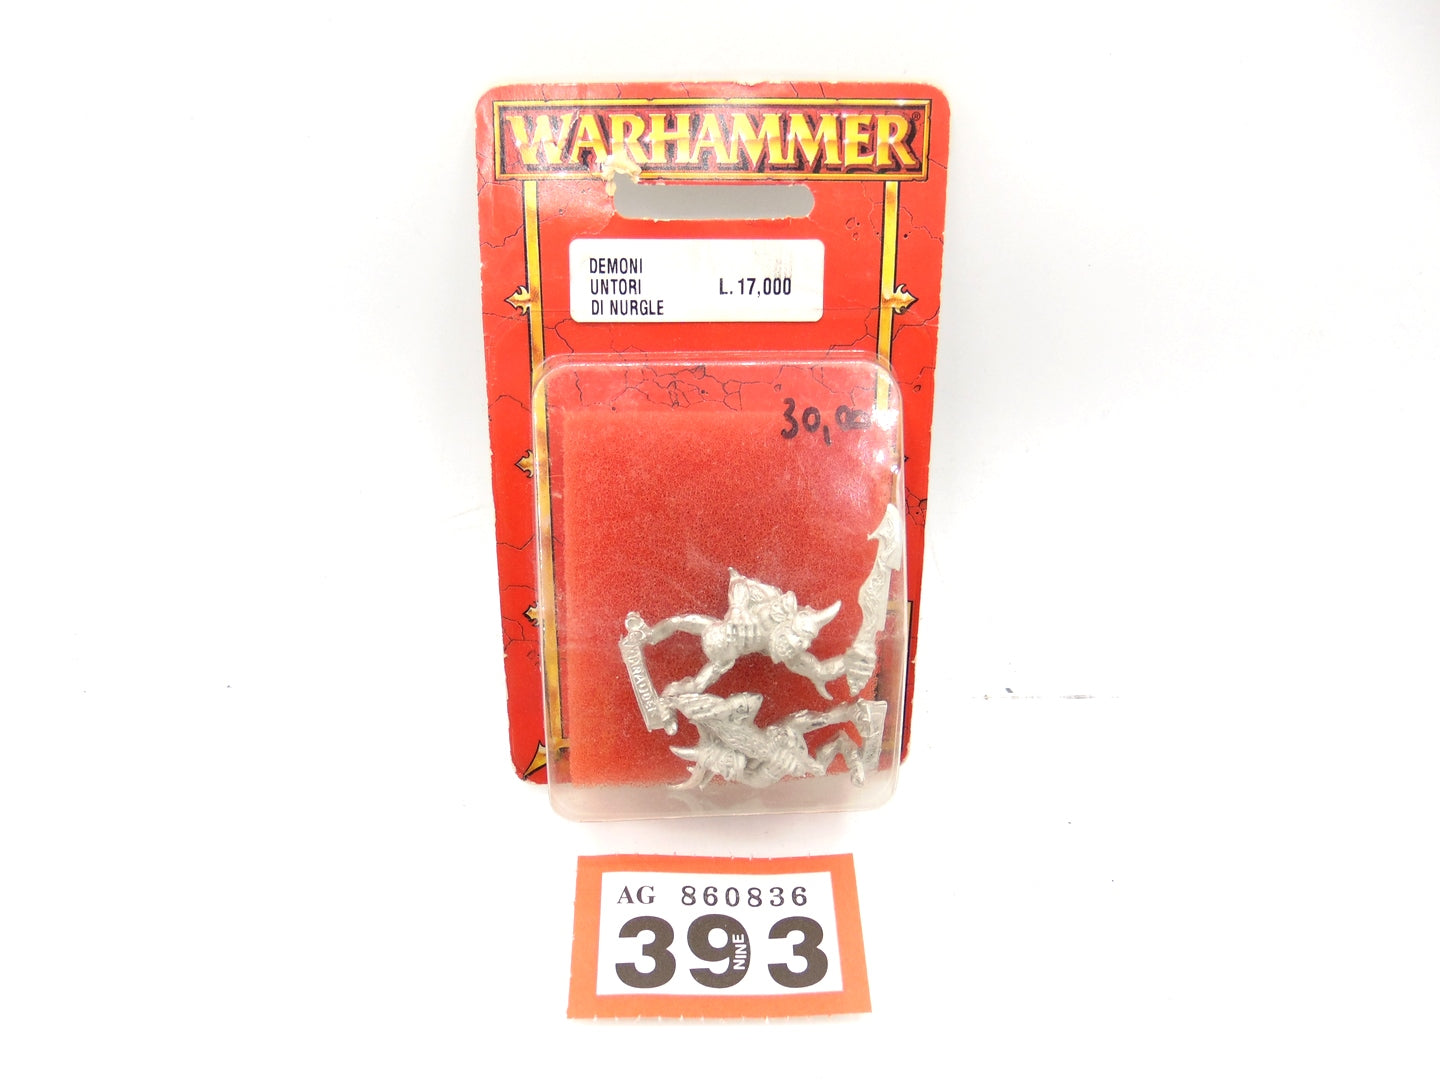 WARHAMMER®
DEMONI
UNTORI
DI NURGLE
L.17,000
30,00
AG 860836
393
NINE